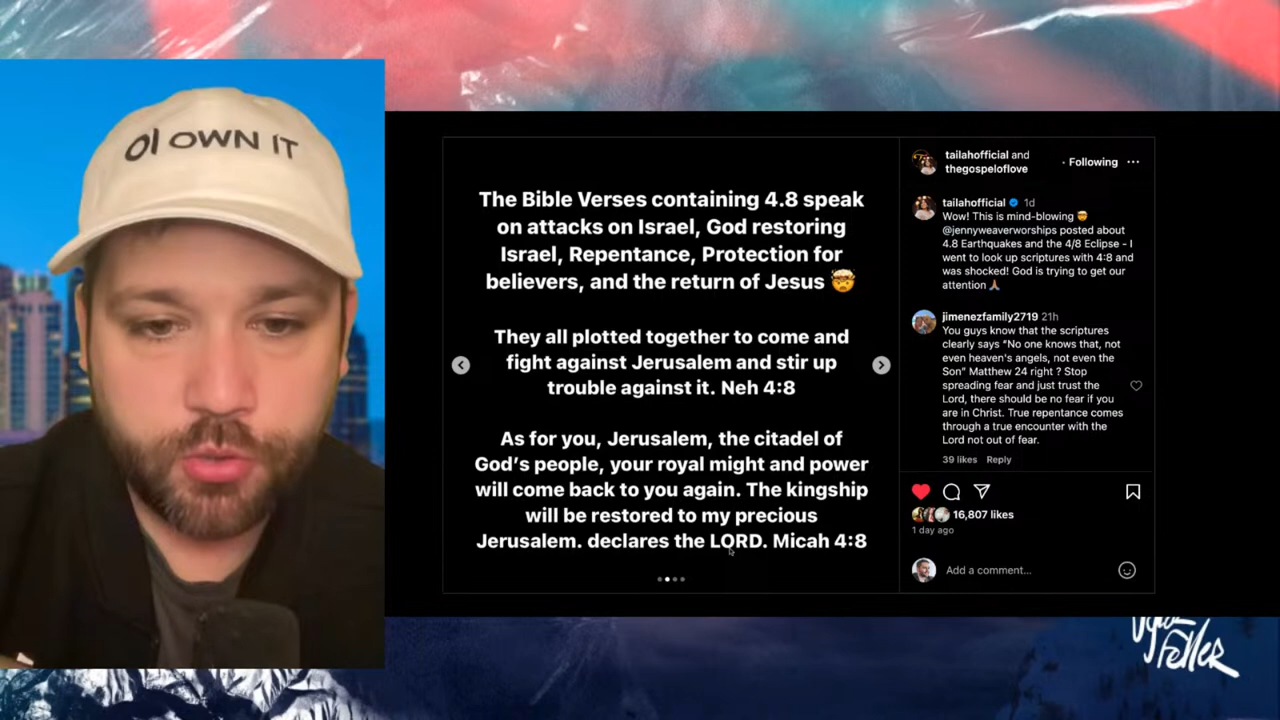 OI OWN IT
The Bible Verses containing 4.8 speak
on attacks on Israel, God restoring
Israel, Repentance, Protection for
believers, and the return of Jesus 🤯
They all plotted together to come and
fight against Jerusalem and stir up
trouble against it. Neh 4:8
As for you, Jerusalem, the citadel of
God's people, your royal might and power
will come back to you again. The kingship
will be restored to my precious
Jerusalem. declares the LORD. Micah 4:8
tailahofficial and
thegospeloflove
• Following
tailahofficial 1d
Wow! This is mind-blowing 🤯
@jennyweaverworships posted about
4.8 Earthquakes and the 4/8 Eclipse - I
went to look up scriptures with 4:8 and
was shocked! God is trying to get our
attention 🙏
jimenezfamily2719 21h
You guys know that the scriptures
clearly says "No one knows that, not
even heaven's angels, not even the
Son" Matthew 24 right ? Stop
spreading fear and just trust the
Lord, there should be no fear if you
are in Christ. True repentance comes
through a true encounter with the
Lord not out of fear.
39 likes Reply
16,807 likes
1 day ago
Add a comment...